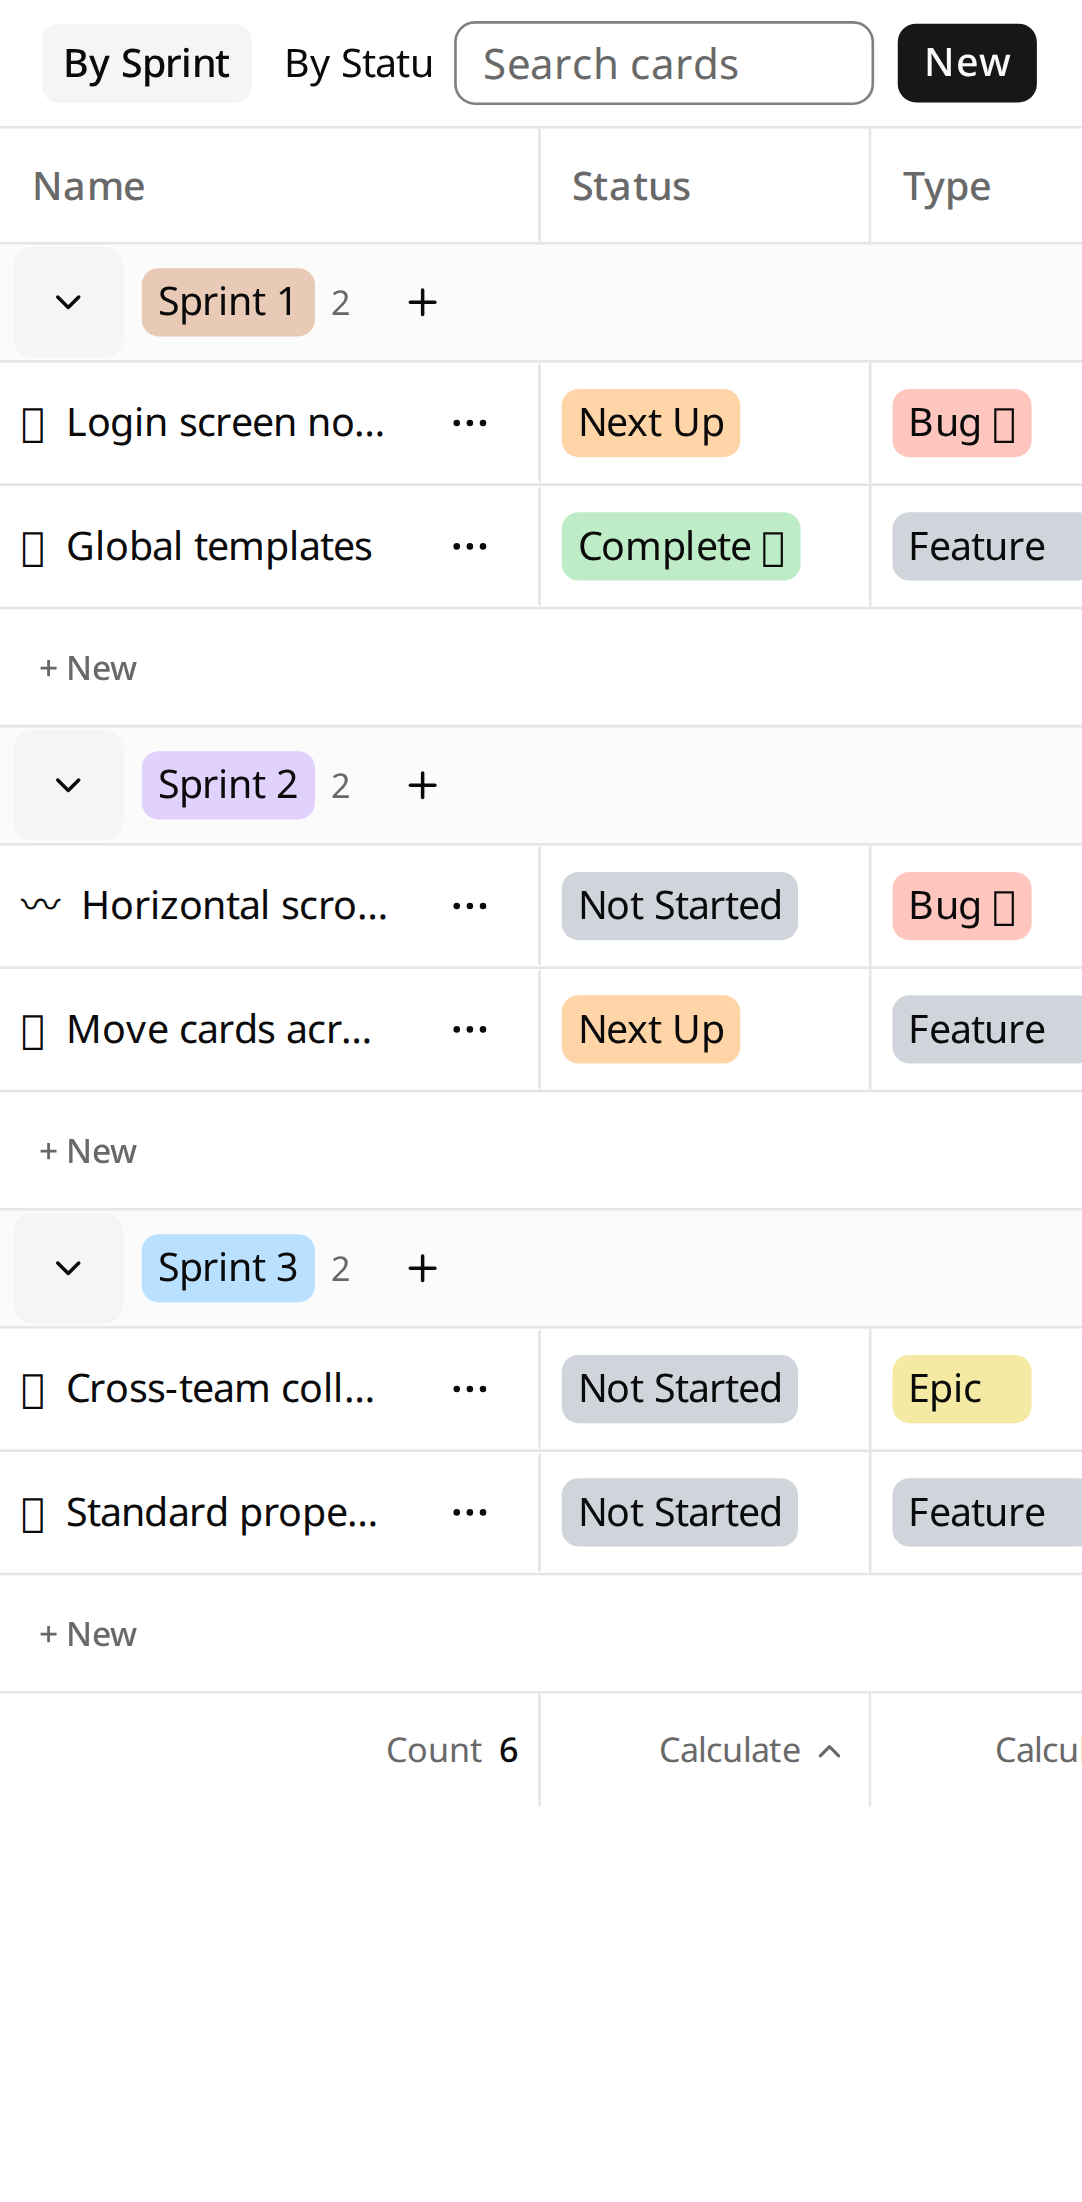 By Sprint By Statu Search cards New
Name Status Type
Sprint 1 2 +
Login screen no... Next Up Bug
Global templates Complete Feature
+ New
Sprint 2 2 +
〰 Horizontal scro... Not Started Bug
Move cards acr... Next Up Feature
+ New
Sprint 3 2 +
Cross-team coll... Not Started Epic
Standard prope... Not Started Feature
+ New
Count 6 Calculate Calcul